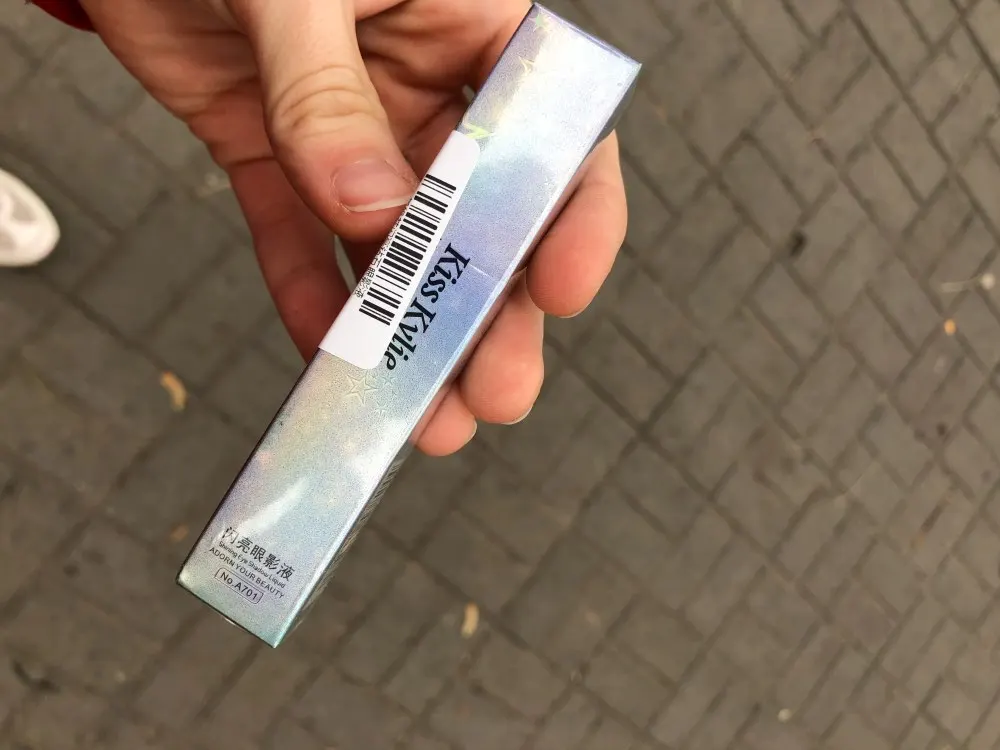 Kiss Kylie
闪亮眼影液
Shining Eye Shadow Liquid
ADORN YOUR BEAUTY
No.A701